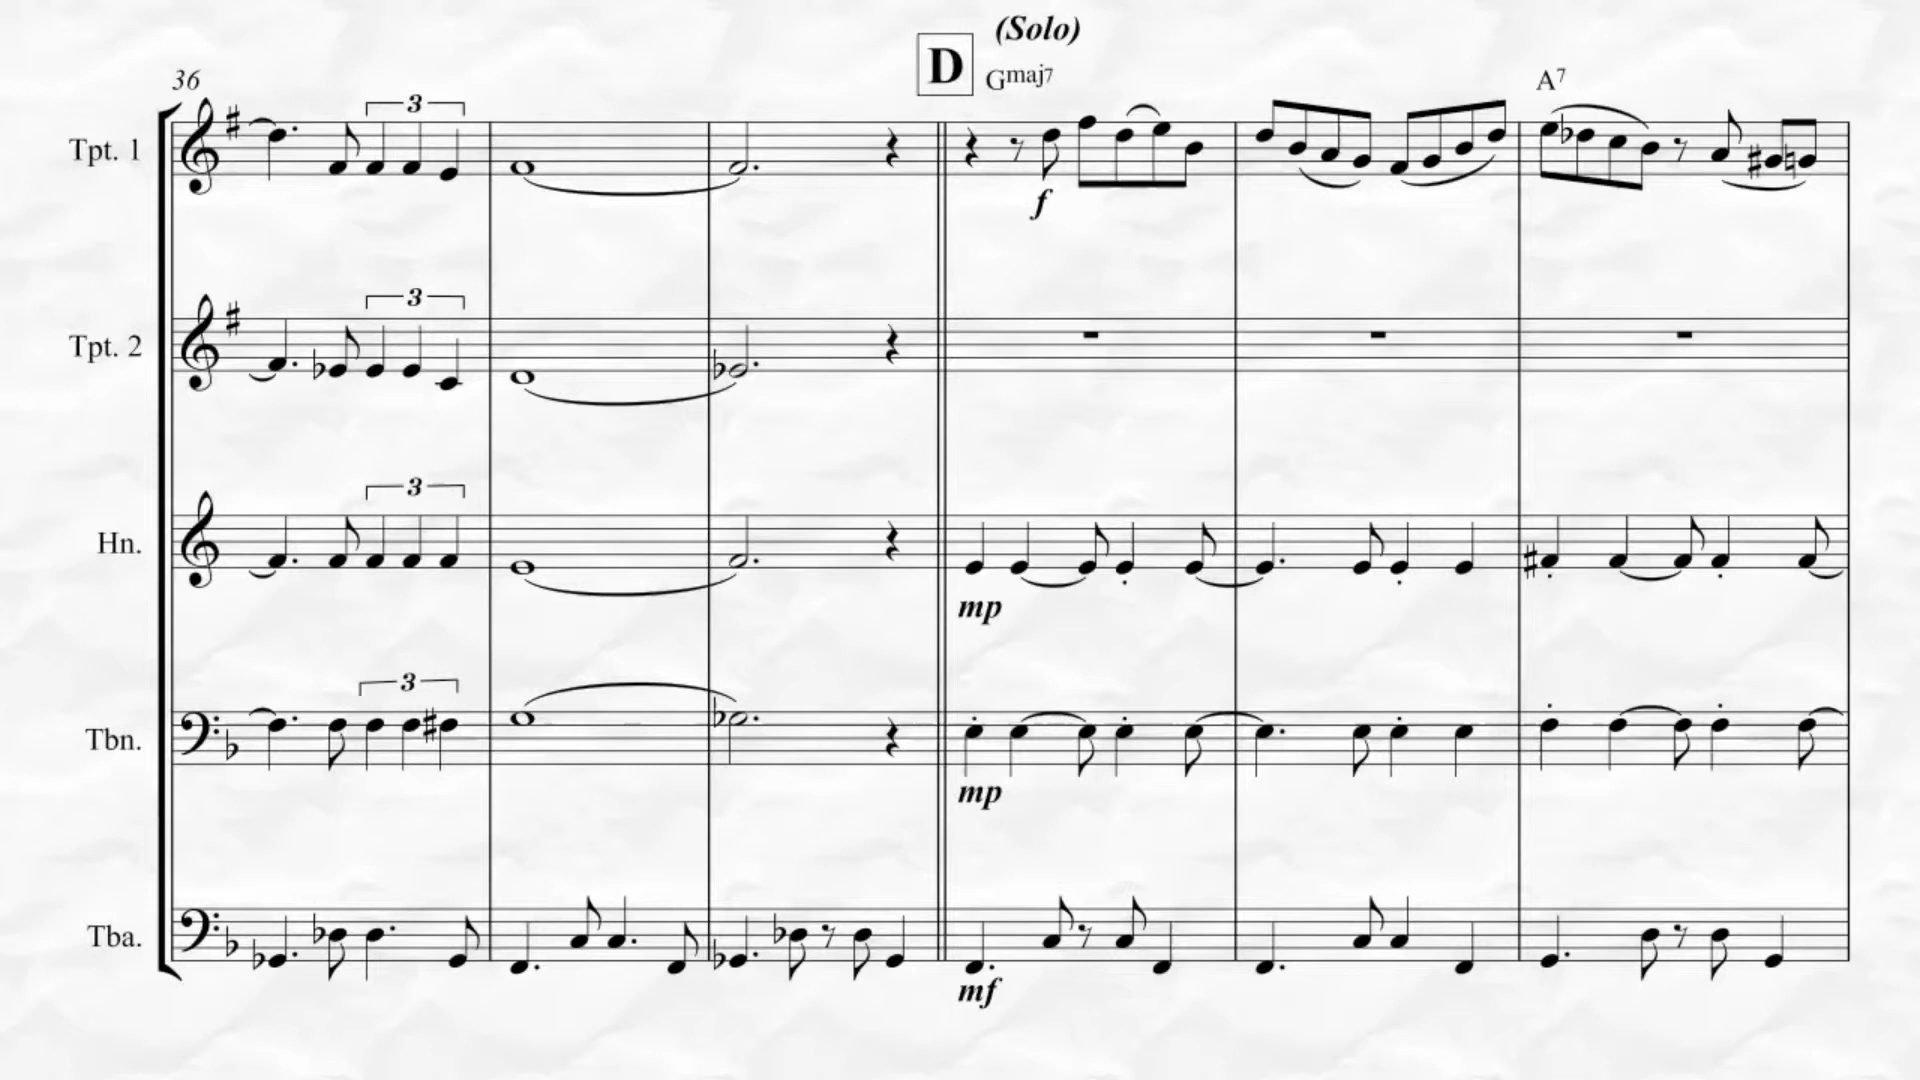 (Solo)
D
36
Gmaj7
A7
3
Tpt. 1
f
3
Tpt. 2
3
Hn.
mp
3
Tbn.
mp
Tba.
mf